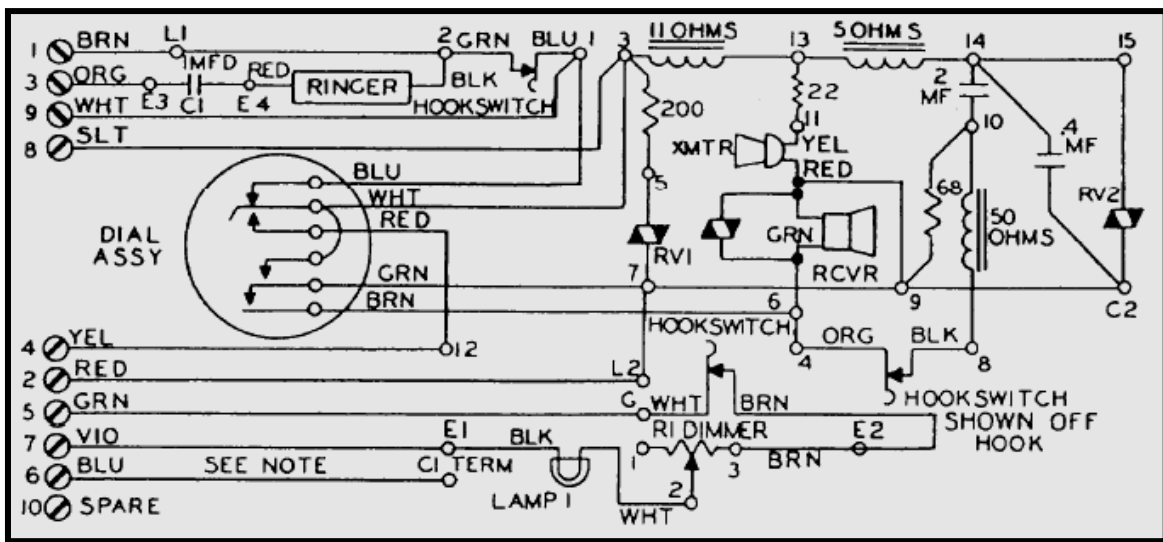 1 BRN L1 2 GRN BLU 1 3 11 OHMS 13 5 OHMS 14 15
1MFD
3 ORG RED RINGER BLK
E3 C1 E4 HOOKSWITCH
9 WHT
8 SLT
200 22 2 MF
11 10
XMTR YEL .4 MF
RED
BLU
WHT 5 68
RED RV2
DIAL ASSY
GRN 50 OHMS
RV1 RCVR
GRN 7 9 C2
BRN 6
HOOKSWITCH
4 YEL 12 ORG BLK
4 8
2 RED L2
HOOKSWITCH
5 GRN G WHT BRN SHOWN OFF HOOK
7 VIO E1 BLK R1 DIMMER E2
1 3 BRN
6 BLU SEE NOTE C1 TERM
LAMP 1 2
10 SPARE WHT